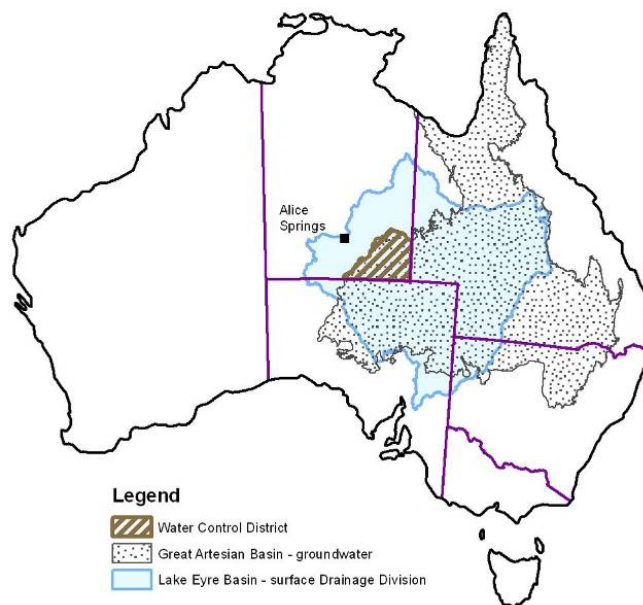 Alice
Springs
Legend
Water Control District
Great Artesian Basin - groundwater
Lake Eyre Basin - surface Drainage Division